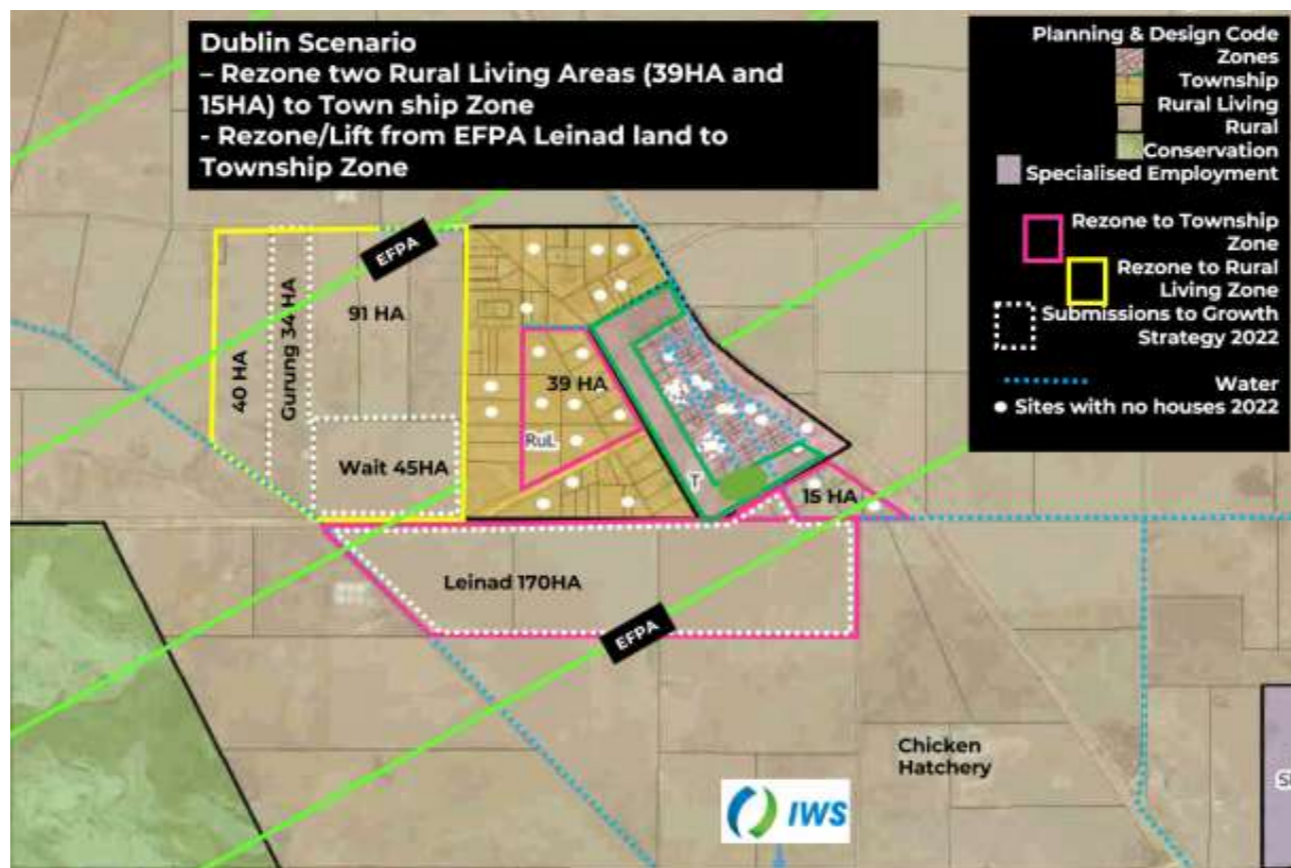 Dublin Scenario
– Rezone two Rural Living Areas (39HA and
15HA) to Town ship Zone
- Rezone/Lift from EFPA Leinad land to
Township Zone
Planning & Design Code
Zones
Township
Rural Living
Rural
Conservation
Specialised Employment
Rezone to Township
Zone
Rezone to Rural
Living Zone
Submissions to Growth
Strategy 2022
Water
Sites with no houses 2022
EFPA
40 HA
Gurung 34 HA
91 HA
Wait 45HA
39 HA
RuL
T
15 HA
Leinad 170HA
EFPA
Chicken
Hatchery
IWS